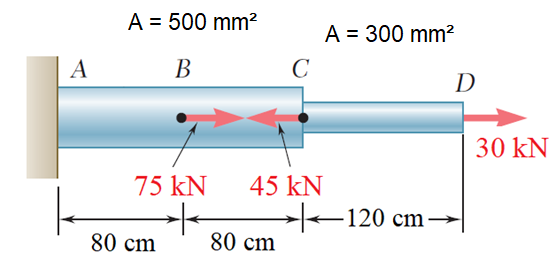 A = 500 mm²
A = 300 mm²
A B C D
75 kN 45 kN 30 kN
80 cm 80 cm 120 cm